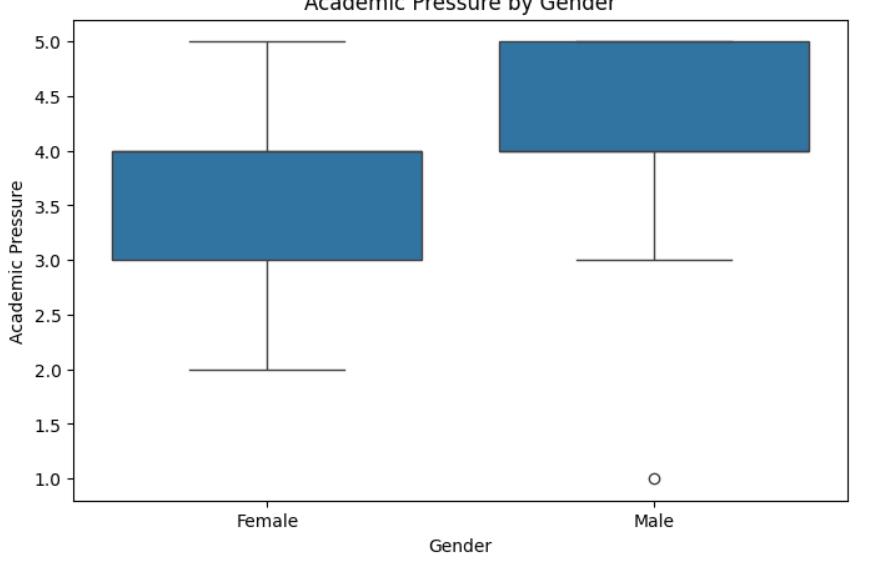 Academic Pressure by Gender
5.0
4.5
4.0
3.5
3.0
2.5
2.0
1.5
1.0
Academic Pressure
Female Male
Gender